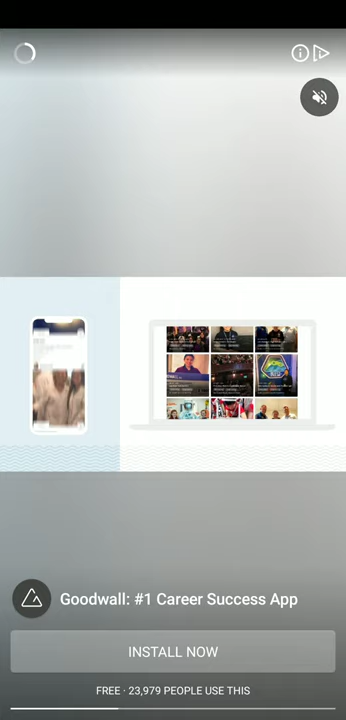 Goodwall: #1 Career Success App
INSTALL NOW
FREE · 23,979 PEOPLE USE THIS